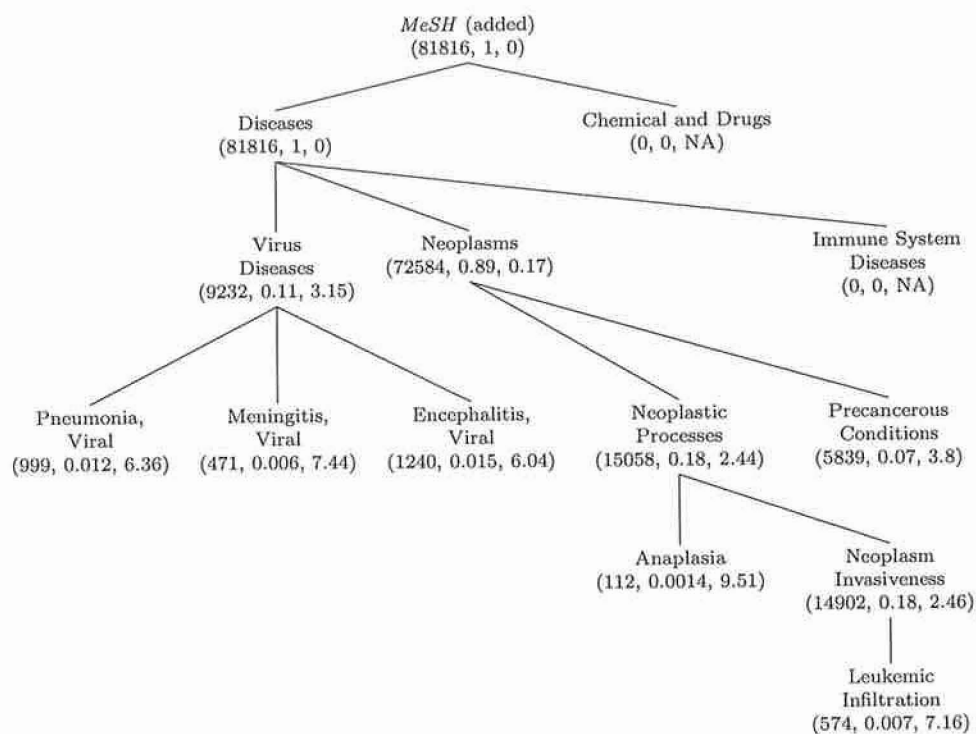 MeSH (added)
(81816, 1, 0)
Diseases
(81816, 1, 0)
Chemical and Drugs
(0, 0, NA)
Virus
Diseases
(9232, 0.11, 3.15)
Neoplasms
(72584, 0.89, 0.17)
Immune System
Diseases
(0, 0, NA)
Pneumonia,
Viral
(999, 0.012, 6.36)
Meningitis,
Viral
(471, 0.006, 7.44)
Encephalitis,
Viral
(1240, 0.015, 6.04)
Neoplastic
Processes
(15058, 0.18, 2.44)
Precancerous
Conditions
(5839, 0.07, 3.8)
Anaplasia
(112, 0.0014, 9.51)
Neoplasm
Invasiveness
(14902, 0.18, 2.46)
Leukemic
Infiltration
(574, 0.007, 7.16)